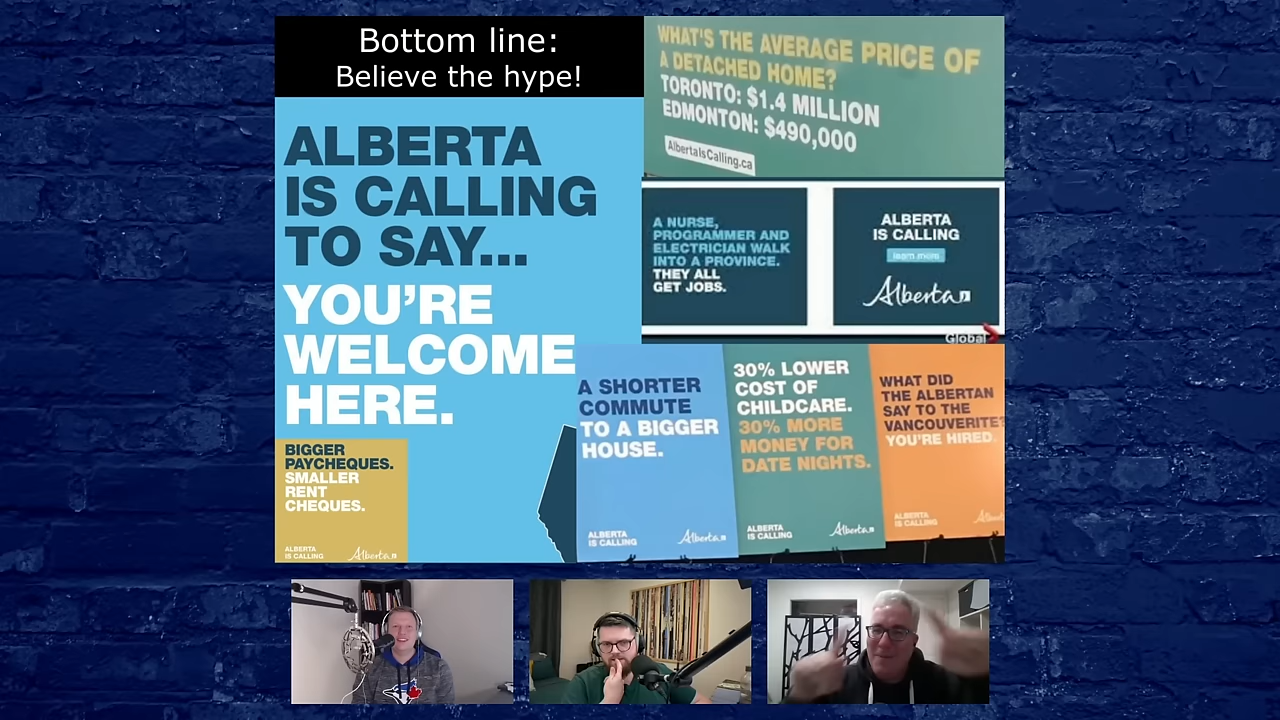 Bottom line:
Believe the hype!
ALBERTA
IS CALLING
TO SAY...
YOU'RE
WELCOME
HERE.
BIGGER
PAYCHEQUES.
SMALLER
RENT
CHEQUES.
ALBERTA
IS CALLING
Alberta
WHAT'S THE AVERAGE PRICE OF
A DETACHED HOME?
TORONTO: $1.4 MILLION
EDMONTON: $490,000
AlbertaIsCalling.ca
A NURSE,
PROGRAMMER AND
ELECTRICIAN WALK
INTO A PROVINCE.
THEY ALL
GET JOBS.
ALBERTA
IS CALLING
learn more
Alberta
Global
A SHORTER
COMMUTE
TO A BIGGER
HOUSE.
ALBERTA
IS CALLING
Alberta
30% LOWER
COST OF
CHILDCARE.
30% MORE
MONEY FOR
DATE NIGHTS.
ALBERTA
IS CALLING
Alberta
WHAT DID
THE ALBERTAN
SAY TO THE
VANCOUVERITE?
YOU'RE HIRED.
ALBERTA
IS CALLING